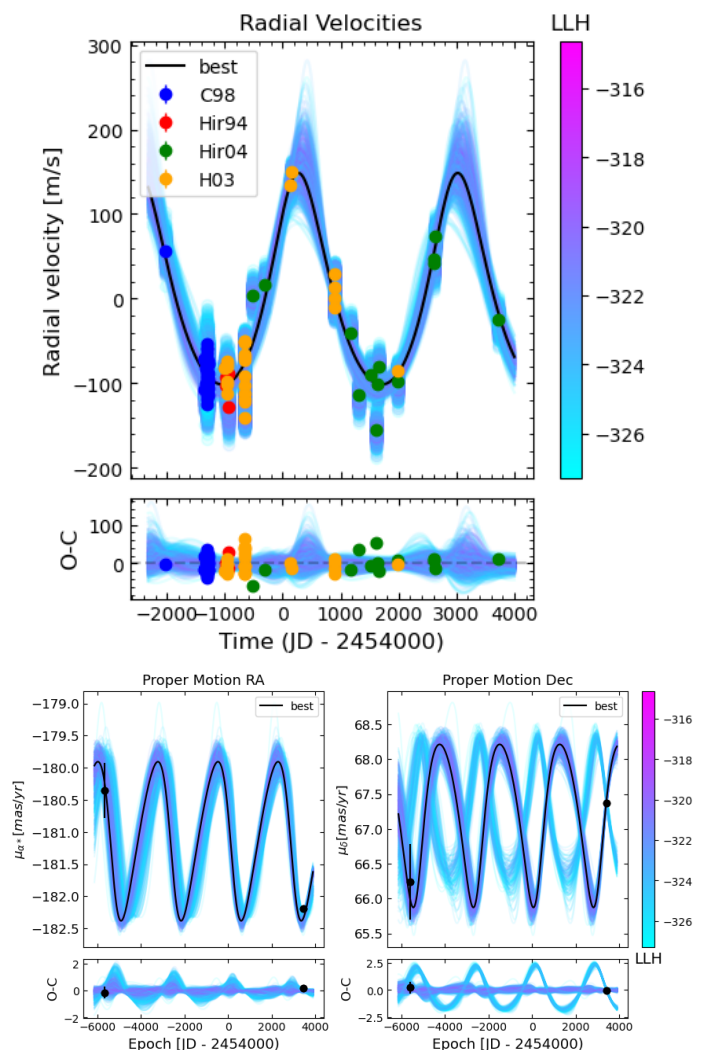 Radial Velocities
LLH
best
C98
Hir94
Hir04
H03
Radial velocity [m/s]
300
200
100
0
−100
−200
−316
−318
−320
−322
−324
−326
O-C
100
0
−2000 −1000 0 1000 2000 3000 4000
Time (JD - 2454000)
Proper Motion RA
best
μα*[mas/yr]
−179.0
−179.5
−180.0
−180.5
−181.0
−181.5
−182.0
−182.5
O-C
2
0
−2
−6000 −4000 −2000 0 2000 4000
Epoch [JD - 2454000)
Proper Motion Dec
best
μδ[mas/yr]
68.5
68.0
67.5
67.0
66.5
66.0
65.5
−316
−318
−320
−322
−324
−326
LLH
O-C
2.5
0.0
−2.5
−6000 −4000 −2000 0 2000 4000
Epoch [JD - 2454000)